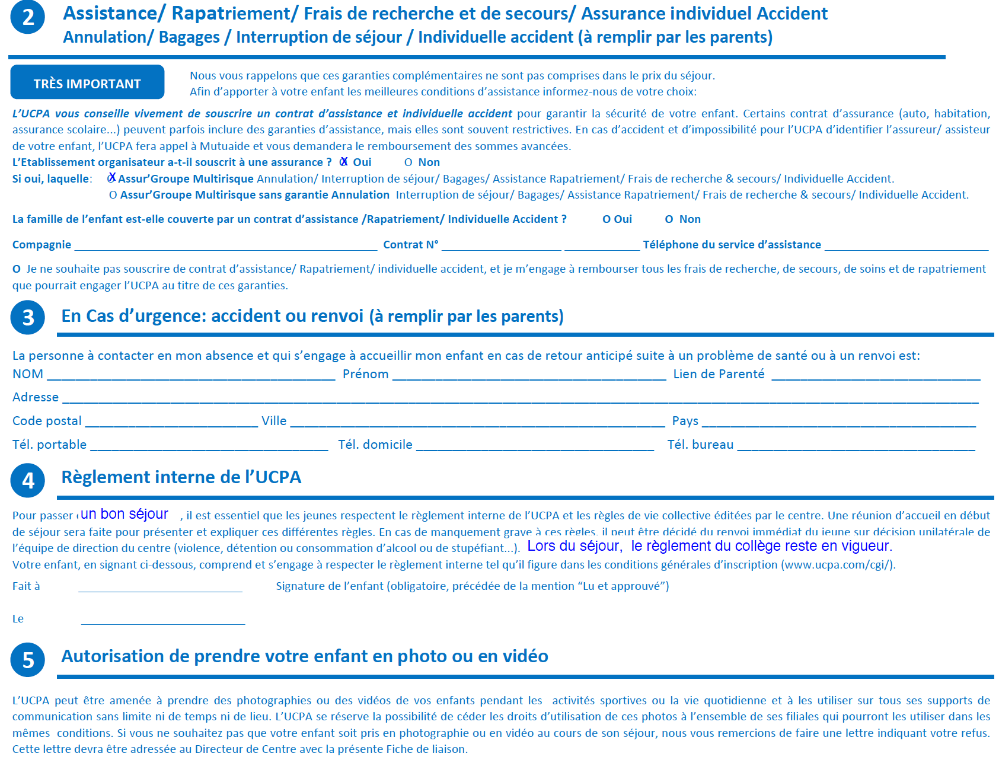 2 Assistance/ Rapatriement/ Frais de recherche et de secours/ Assurance individuel Accident
Annulation/ Bagages / Interruption de séjour / Individuelle accident (à remplir par les parents)
TRÈS IMPORTANT
Nous vous rappelons que ces garanties complémentaires ne sont pas comprises dans le prix du séjour.
Afin d’apporter à votre enfant les meilleures conditions d’assistance informez-nous de votre choix:
L’UCPA vous conseille vivement de souscrire un contrat d’assistance et individuelle accident pour garantir la sécurité de votre enfant. Certains contrat d’assurance (auto, habitation,
assurance scolaire...) peuvent parfois inclure des garanties d’assistance, mais elles sont souvent restrictives. En cas d’accident et d’impossibilité pour l’UCPA d’identifier l’assureur/ assisteur
de votre enfant, l’UCPA fera appel à Mutuaide et vous demandera le remboursement des sommes avancées.
L’Etablissement organisateur a-t-il souscrit à une assurance ? X Oui O Non
Si oui, laquelle: X Assur’Groupe Multirisque Annulation/ Interruption de séjour/ Bagages/ Assistance Rapatriement/ Frais de recherche & secours/ Individuelle Accident.
O Assur’Groupe Multirisque sans garantie Annulation Interruption de séjour/ Bagages/ Assistance Rapatriement/ Frais de recherche & secours/ Individuelle Accident.
La famille de l’enfant est-elle couverte par un contrat d’assistance /Rapatriement/ Individuelle Accident ? O Oui O Non
Compagnie ____ Contrat N° ____ ____ Téléphone du service d’assistance ____
O Je ne souhaite pas souscrire de contrat d’assistance/ Rapatriement/ individuelle accident, et je m’engage à rembourser tous les frais de recherche, de secours, de soins et de rapatriement
que pourrait engager l’UCPA au titre de ces garanties.
3 En Cas d’urgence: accident ou renvoi (à remplir par les parents)
La personne à contacter en mon absence et qui s’engage à accueillir mon enfant en cas de retour anticipé suite à un problème de santé ou à un renvoi est:
NOM ____ Prénom ____ Lien de Parenté ____
Adresse ____
Code postal ____ Ville ____ Pays ____
Tél. portable ____ Tél. domicile ____ Tél. bureau ____
4 Règlement interne de l’UCPA
Pour passer un bon séjour , il est essentiel que les jeunes respectent le règlement interne de l’UCPA et les règles de vie collective éditées par le centre. Une réunion d’accueil en début
de séjour sera faite pour présenter et expliquer ces différentes règles. En cas de manquement grave à ces règles, il peut être décidé du renvoi immédiat du jeune sur décision unilatérale de
l’équipe de direction du centre (violence, détention ou consommation d’alcool ou de stupéfiant...). Lors du séjour, le règlement du collège reste en vigueur.
Votre enfant, en signant ci-dessous, comprend et s’engage à respecter le règlement interne tel qu’il figure dans les conditions générales d’inscription (www.ucpa.com/cgi/).
Fait à ____ Signature de l’enfant (obligatoire, précédée de la mention “Lu et approuvé”)
Le ____
5 Autorisation de prendre votre enfant en photo ou en vidéo
L’UCPA peut être amenée à prendre des photographies ou des vidéos de vos enfants pendant les activités sportives ou la vie quotidienne et à les utiliser sur tous ses supports de
communication sans limite ni de temps ni de lieu. L’UCPA se réserve la possibilité de céder les droits d’utilisation de ces photos à l’ensemble de ses filiales qui pourront les utiliser dans les
mêmes conditions. Si vous ne souhaitez pas que votre enfant soit pris en photographie ou en vidéo au cours de son séjour, nous vous remercions de faire une lettre indiquant votre refus.
Cette lettre devra être adressée au Directeur de Centre avec la présente Fiche de liaison.